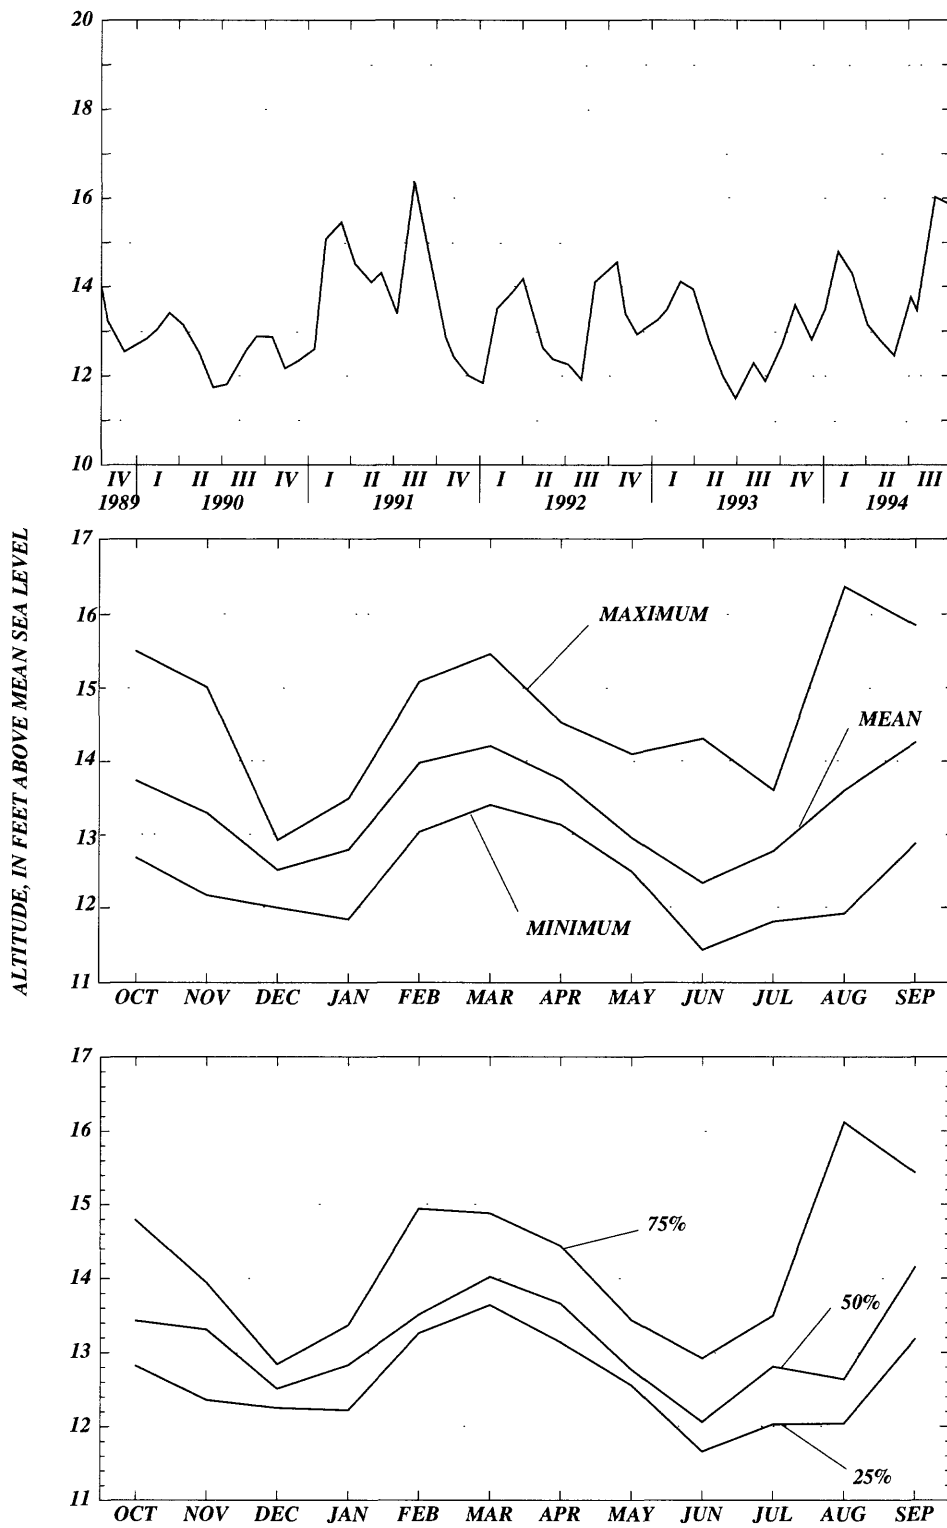 20
18
16
14
12
10
IV I II III IV I II III IV I II III IV I II III IV I II III
1989 1990 1991 1992 1993 1994
ALTITUDE, IN FEET ABOVE MEAN SEA LEVEL
17
16
15
14
13
12
11
MAXIMUM
MEAN
MINIMUM
OCT NOV DEC JAN FEB MAR APR MAY JUN JUL AUG SEP
17
16
15
14
13
12
11
75%
50%
25%
OCT NOV DEC JAN FEB MAR APR MAY JUN JUL AUG SEP